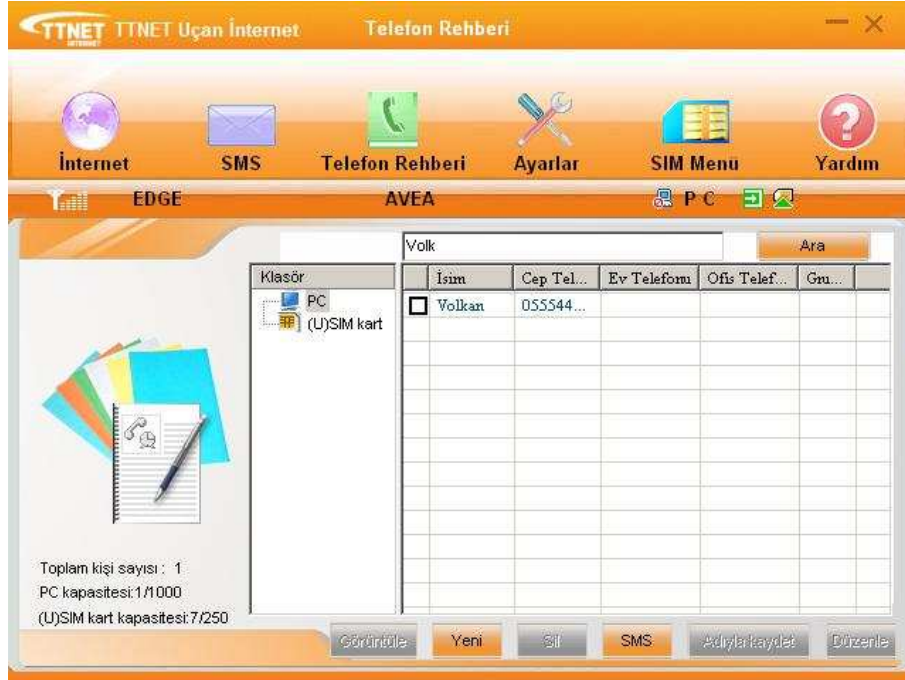 TTNET TTNET Uçan İnternet Telefon Rehberi
İNTERNET
İnternet SMS Telefon Rehberi Ayarlar SIM Menü Yardım
EDGE AVEA PC
Volk Ara
Klasör İsim Cep Tel... Ev Telefonu Ofis Telef... Gru...
PC Volkan 055544...
(U)SIM kart
Toplam kişi sayısı : 1
PC kapasitesi:1/1000
(U)SIM kart kapasitesi:7/250
Görüntüle Yeni Sil SMS Adıyla kaydet Düzenle